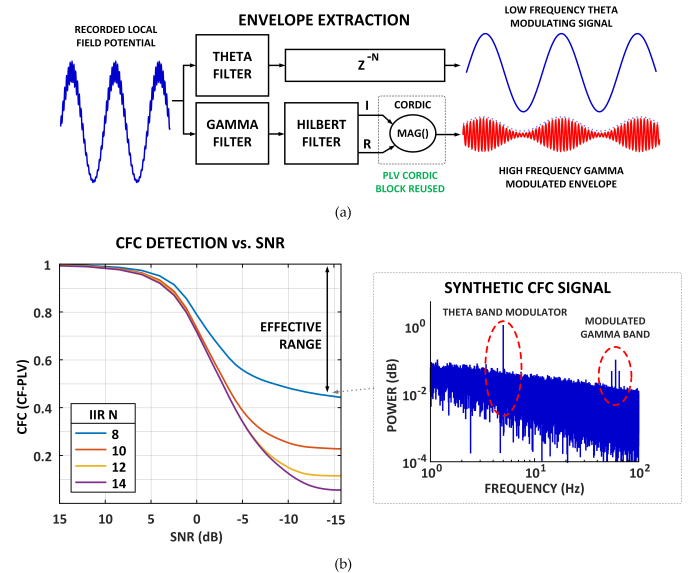 ENVELOPE EXTRACTION
RECORDED LOCAL
FIELD POTENTIAL
THETA
FILTER
Z^-N
LOW FREQUENCY THETA
MODULATING SIGNAL
GAMMA
FILTER
HILBERT
FILTER
I
R
CORDIC
MAG()
PLV CORDIC
BLOCK REUSED
HIGH FREQUENCY GAMMA
MODULATED ENVELOPE
(a)
CFC DETECTION vs. SNR
CFC (CF-PLV)
1
0.8
0.6
0.4
0.2
EFFECTIVE
RANGE
IIR N
8
10
12
14
15
10
5
0
-5
-10
-15
SNR (dB)
SYNTHETIC CFC SIGNAL
THETA BAND MODULATOR
MODULATED
GAMMA BAND
POWER (dB)
10^0
10^-2
10^-4
10^0
10^1
10^2
FREQUENCY (Hz)
(b)